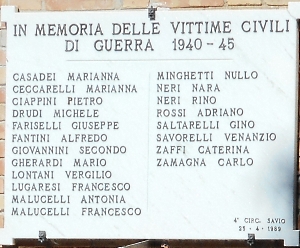 IN MEMORIA DELLE VITTIME CIVILI
DI GUERRA 1940-45
CASADEI MARIANNA
CECCARELLI MARIANNA
CIAPPINI PIETRO
DRUDI MICHELE
FARISELLI GIUSEPPE
FANTINI ALFREDO
GIOVANNINI SECONDO
GHERARDI MARIO
LONTANI VERGILIO
LUGARESI FRANCESCO
MALUCELLI ANTONIA
MALUCELLI FRANCESCO
MINGHETTI NULLO
NERI NARA
NERI RINO
ROSSI ADRIANO
SALTARELLI GINO
SAVORELLI VENANZIO
ZAFFI CATERINA
ZAMAGNA CARLO
4ª CIRC. SAVIO
25-4-1989